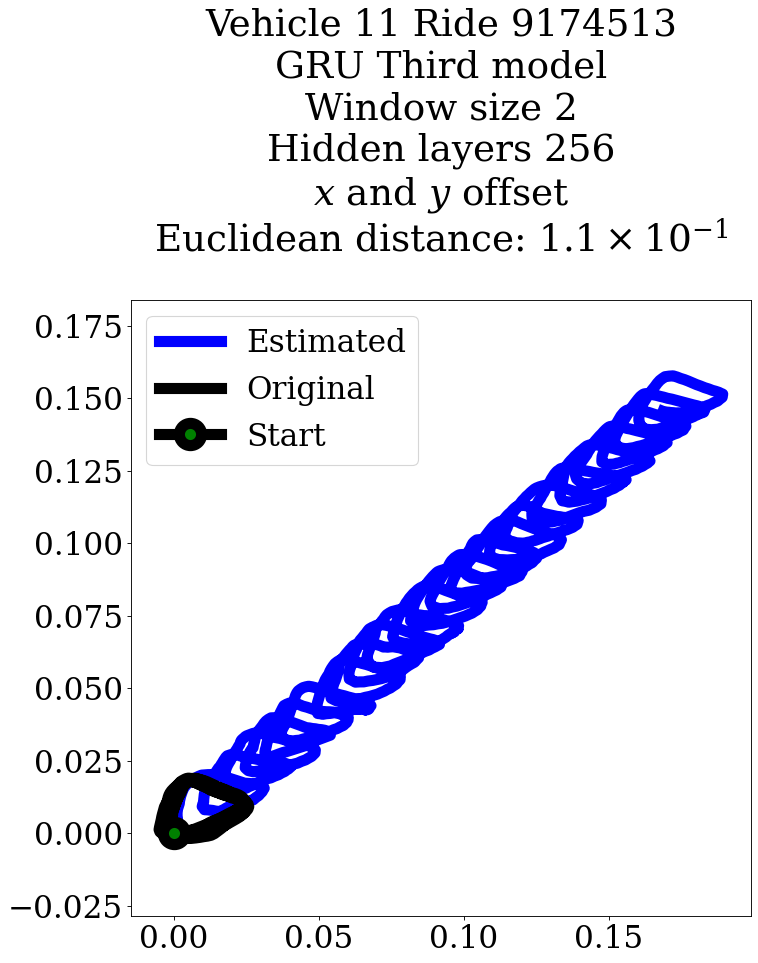 Vehicle 11 Ride 9174513
GRU Third model
Window size 2
Hidden layers 256
x and y offset
Euclidean distance: 1.1 × 10⁻¹
Estimated
Original
Start
0.175
0.150
0.125
0.100
0.075
0.050
0.025
0.000
−0.025
0.00 0.05 0.10 0.15